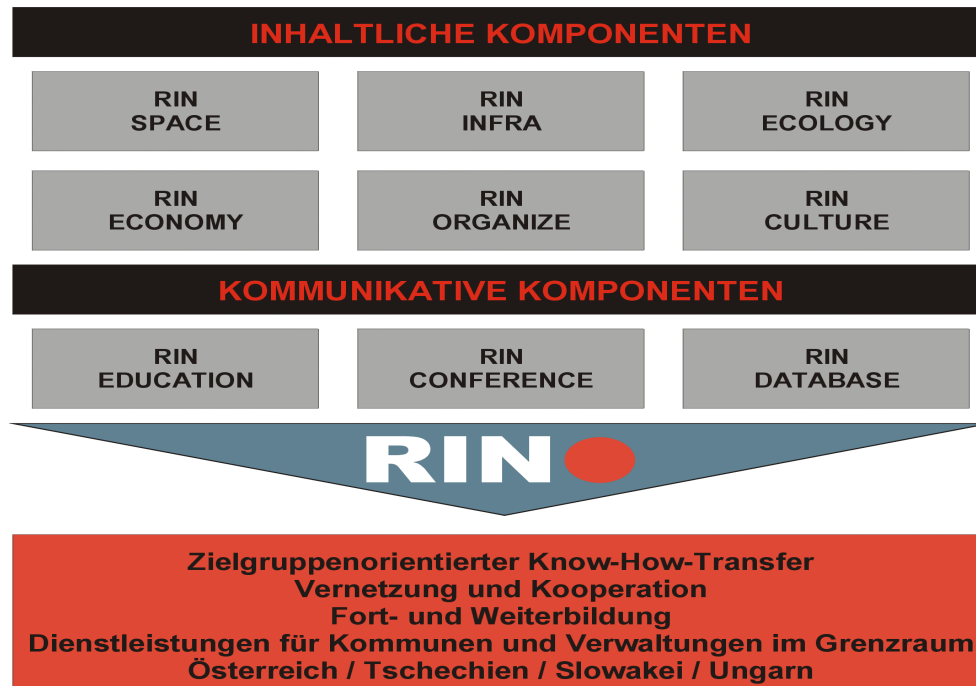 INHALTLICHE KOMPONENTEN
RIN
SPACE
RIN
INFRA
RIN
ECOLOGY
RIN
ECONOMY
RIN
ORGANIZE
RIN
CULTURE
KOMMUNIKATIVE KOMPONENTEN
RIN
EDUCATION
RIN
CONFERENCE
RIN
DATABASE
RIN
Zielgruppenorientierter Know-How-Transfer
Vernetzung und Kooperation
Fort- und Weiterbildung
Dienstleistungen für Kommunen und Verwaltungen im Grenzraum
Österreich / Tschechien / Slowakei / Ungarn